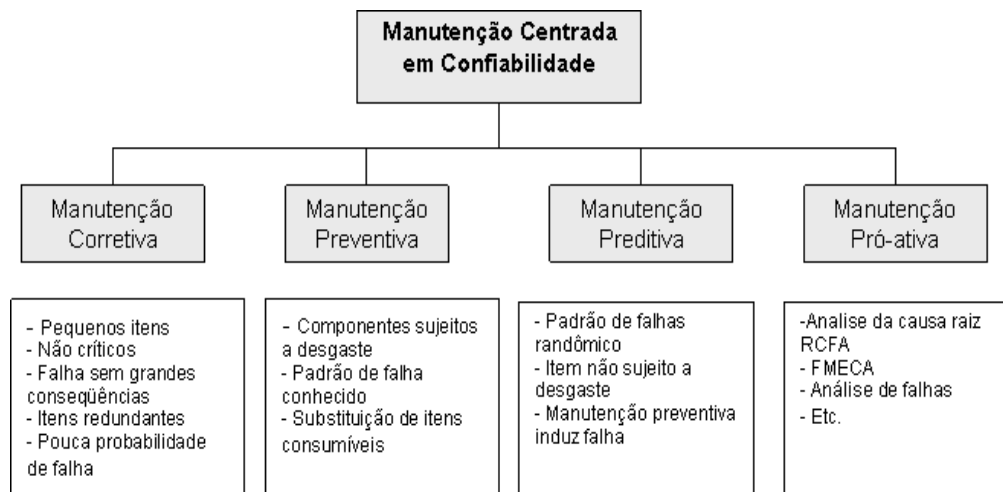 Manutenção Centrada
em Confiabilidade
Manutenção
Corretiva
Manutenção
Preventiva
Manutenção
Preditiva
Manutenção
Pró-ativa
- Pequenos itens
- Não críticos
- Falha sem grandes
conseqüências
- Itens redundantes
- Pouca probabilidade
de falha
- Componentes sujeitos
a desgaste
- Padrão de falha
conhecido
- Substituição de itens
consumíveis
- Padrão de falhas
randômico
- Item não sujeito a
desgaste
- Manutenção preventiva
induz falha
-Analise da causa raiz
RCFA
- FMECA
- Análise de falhas
- Etc.